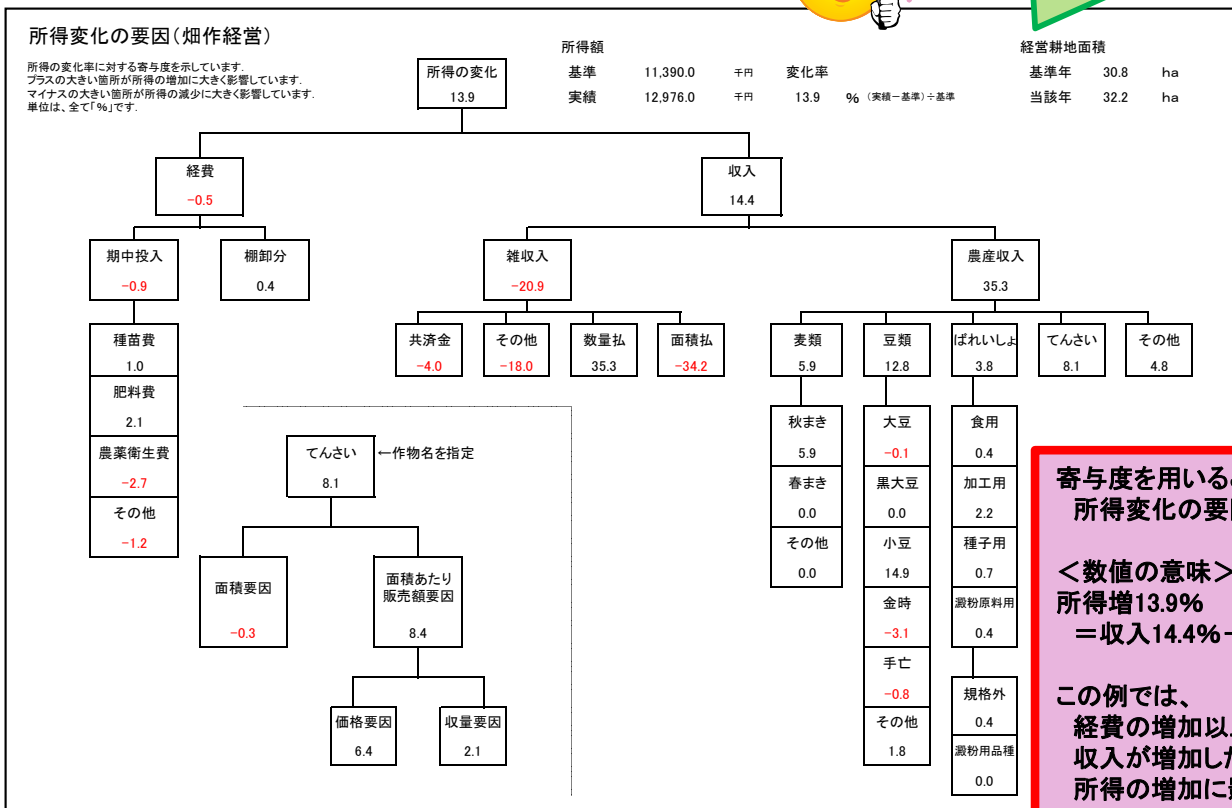 所得変化の要因(畑作経営)
所得の変化率に対する寄与度を示しています.
プラスの大きい箇所が所得の増加に大きく影響しています.
マイナスの大きい箇所が所得の減少に大きく影響しています.
単位は、全て「%」です.
所得額
基準 11,390.0 千円 変化率
実績 12,976.0 千円 13.9 % (実績-基準)÷基準
経営耕地面積
基準年 30.8 ha
当該年 32.2 ha
所得の変化
13.9
経費
-0.5
収入
14.4
期中投入
-0.9
棚卸分
0.4
雑収入
-20.9
農産収入
35.3
種苗費
1.0
肥料費
2.1
農薬衛生費
-2.7
その他
-1.2
共済金
-4.0
その他
-18.0
数量払
35.3
面積払
-34.2
麦類
5.9
豆類
12.8
ばれいしょ
3.8
てんさい
8.1
その他
4.8
秋まき
5.9
春まき
0.0
その他
0.0
大豆
-0.1
黒大豆
0.0
小豆
14.9
金時
-3.1
手亡
-0.8
その他
1.8
食用
0.4
加工用
2.2
種子用
0.7
澱粉原料用
0.4
規格外
0.4
澱粉用品種
0.0
てんさい
8.1
←作物名を指定
面積要因
-0.3
面積あたり
販売額要因
8.4
価格要因
6.4
収量要因
2.1
寄与度を用いる
所得変化の要
<数値の意味>
所得増13.9%
=収入14.4%-
この例では、
経費の増加以
収入が増加した
所得の増加に